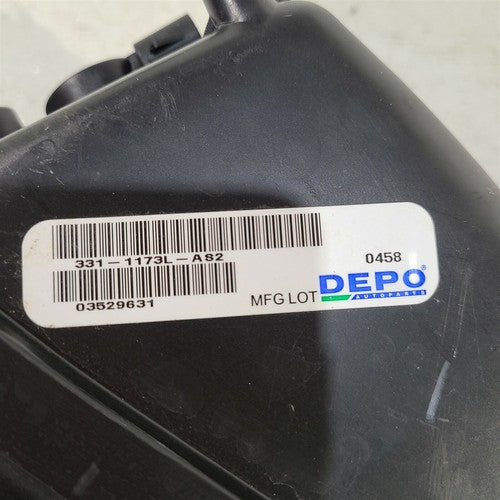 331-1173L-AS2
0458
03529631
MFG LOT DEPO®
AUTOPARTS